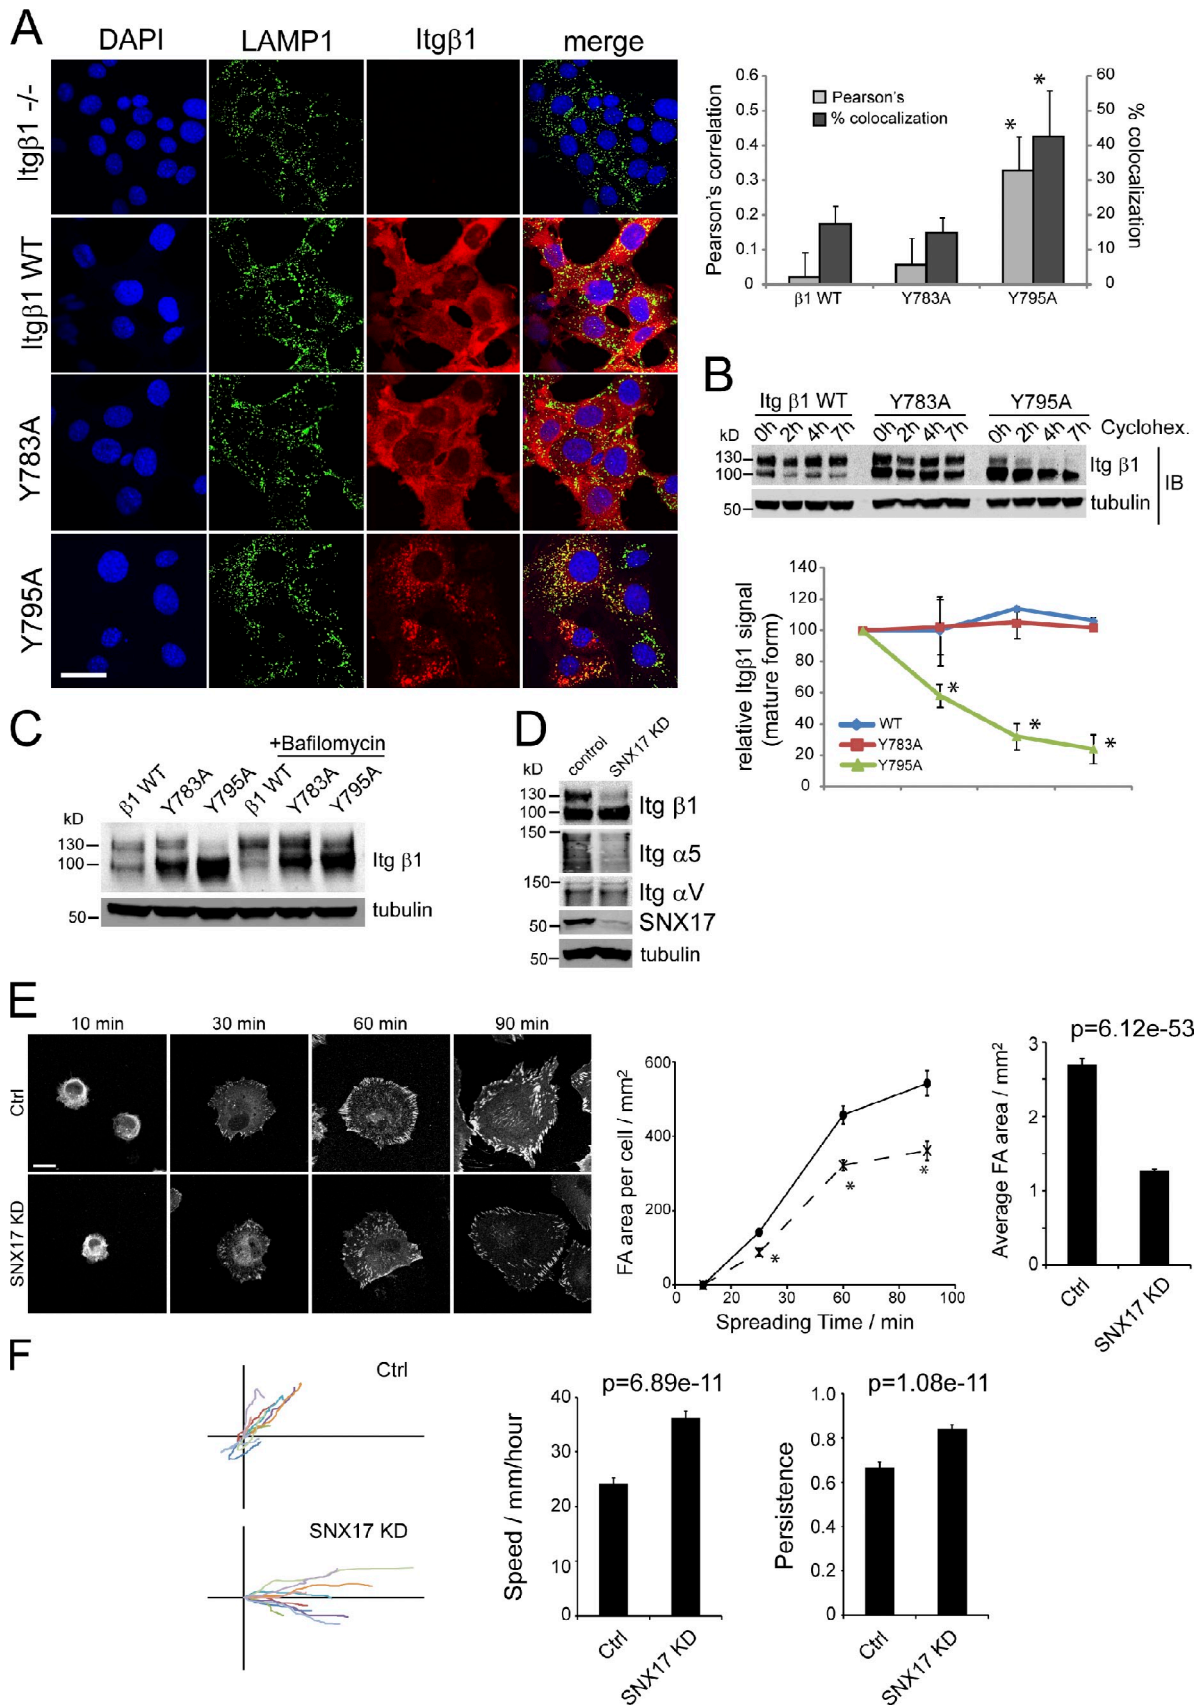 A
DAPI LAMP1 Itgβ1 merge
Itgβ1 -/-
Itgβ1 WT
Y783A
Y795A
0.6
0.5
0.4
0.3
0.2
0.1
0
Pearson's correlation
Pearson's
% colocalization
*
*
60
50
40
30
20
10
0
% colocalization
β1 WT Y783A Y795A
B
Itg β1 WT Y783A Y795A
kD 0h 2h 4h 7h 0h 2h 4h 7h 0h 2h 4h 7h Cyclohex.
130
100
Itg β1
50
tubulin
IB
140
120
100
80
60
40
20
0
relative Itgβ1 signal
(mature form)
*
*
*
WT
Y783A
Y795A
C
+Bafilomycin
β1 WT Y783A Y795A β1 WT Y783A Y795A
kD
130
100
Itg β1
50
tubulin
D
control SNX17 KD
kD
130
100
Itg β1
150
Itg α5
150
Itg αV
50
SNX17
50
tubulin
E
10 min 30 min 60 min 90 min
Ctrl
SNX17 KD
600
400
200
0
FA area per cell / mm²
*
*
*
0 20 40 60 80 100
Spreading Time / min
p=6.12e-53
3
2
1
0
Average FA area / mm²
Ctrl SNX17 KD
F
Ctrl
SNX17 KD
p=6.89e-11
40
30
20
10
0
Speed / mm/hour
Ctrl SNX17 KD
p=1.08e-11
1.0
0.8
0.6
0.4
0.2
0
Persistence
Ctrl SNX17 KD